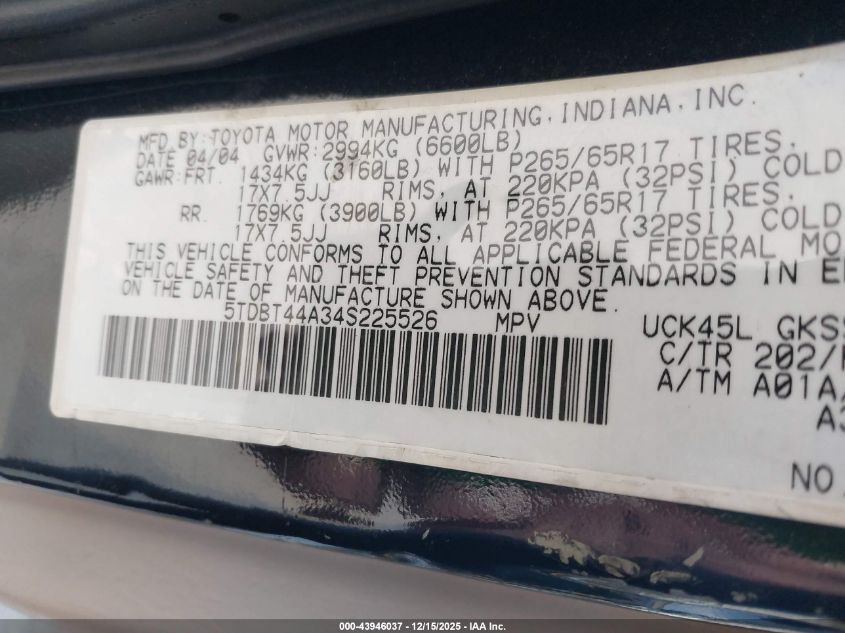 MFD.BY:TOYOTA MOTOR MANUFACTURING,INDIANA,INC.
DATE 04/04 GVWR:2994KG (6600LB)
GAWR:FRT. 1434KG (3160LB) WITH P265/65R17 TIRES,
17X7.5JJ RIMS, AT 220KPA (32PSI) COLD
RR. 1769KG (3900LB) WITH P265/65R17 TIRES,
17X7.5JJ RIMS, AT 220KPA (32PSI) COLD
THIS VEHICLE CONFORMS TO ALL APPLICABLE FEDERAL MO
VEHICLE SAFETY AND THEFT PREVENTION STANDARDS IN E
ON THE DATE OF MANUFACTURE SHOWN ABOVE.
5TDBT44A34S225526 MPV
UCK45L GKS
C/TR 202/
A/TM A01A
A3
NO
000-43946037 - 12/15/2025 - IAA Inc.